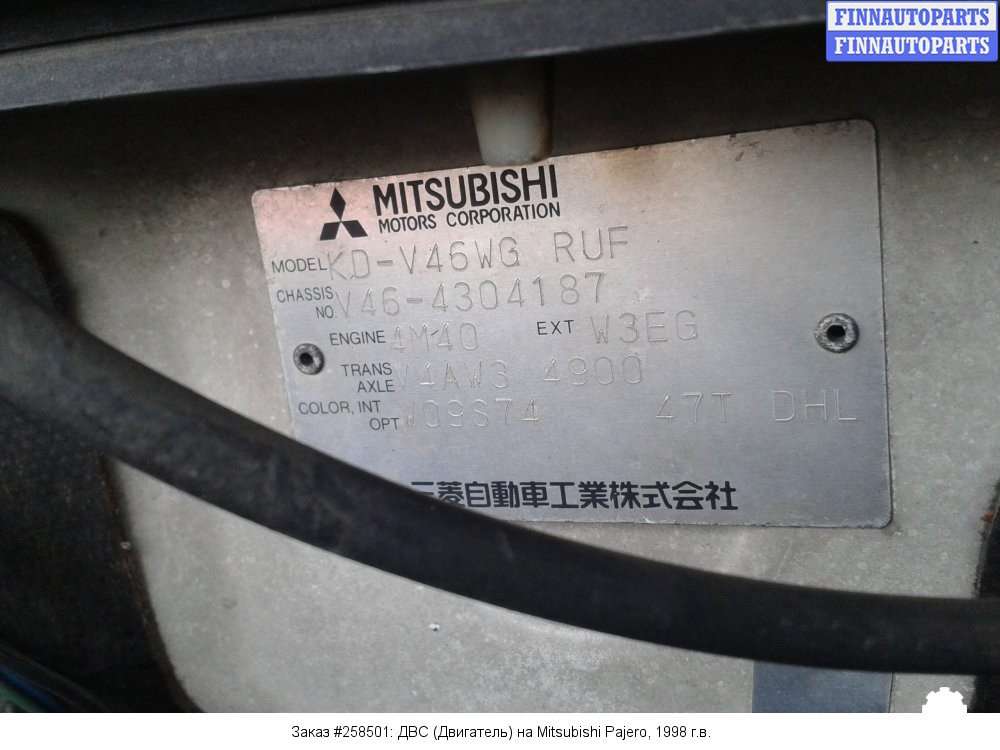 FINNAUTOPARTS
FINNAUTOPARTS
MITSUBISHI
MOTORS CORPORATION
MODEL KD-V46WG RUF
CHASSIS NO. V46-4304187
ENGINE 4M40 EXT W3EG
TRANS AXLE V4AW3 4900
COLOR, INT OPT W09S74 47T DHL
三菱自動車工業株式会社
Заказ #258501: ДВС (Двигатель) на Mitsubishi Pajero, 1998 г.в.